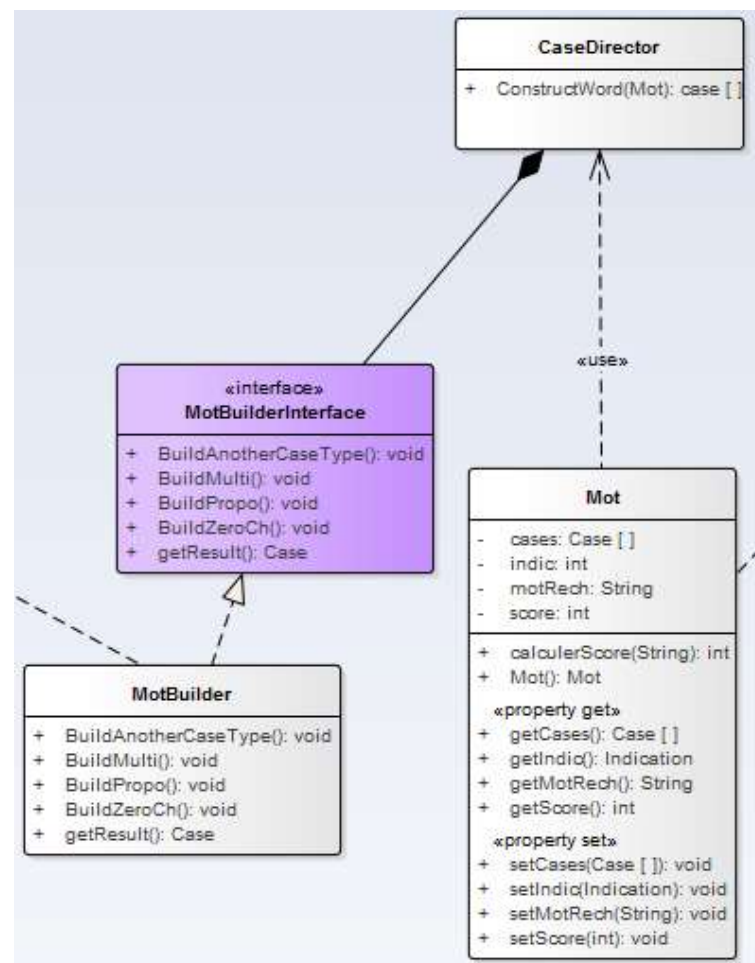 CaseDirector
+ ConstructWord(Mot): case [ ]
«use»
«interface»
MotBuilderInterface
+ BuildAnotherCaseType(): void
+ BuildMulti(): void
+ BuildPropo(): void
+ BuildZeroCh(): void
+ getResult(): Case
Mot
- cases: Case [ ]
- indic: int
- motRech: String
- score: int
+ calculerScore(String): int
+ Mot(): Mot
«property get»
+ getCases(): Case [ ]
+ getIndic(): Indication
+ getMotRech(): String
+ getScore(): int
«property set»
+ setCases(Case [ ]): void
+ setIndic(Indication): void
+ setMotRech(String): void
+ setScore(int): void
MotBuilder
+ BuildAnotherCaseType(): void
+ BuildMulti(): void
+ BuildPropo(): void
+ BuildZeroCh(): void
+ getResult(): Case